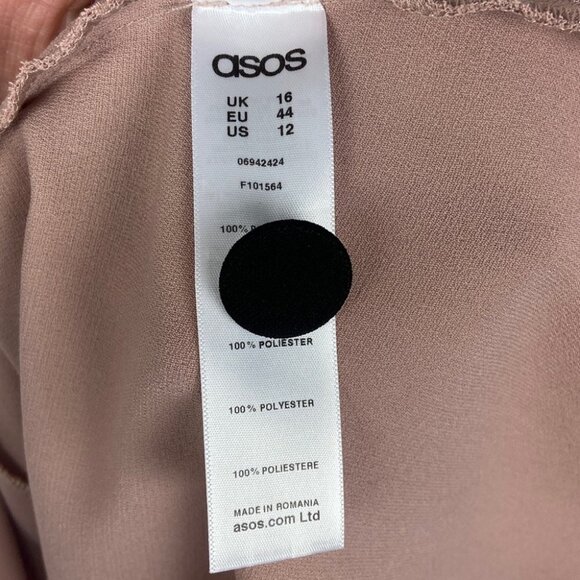 asos
UK 16
EU 44
US 12
06942424
F101564
100%
100% POLIESTER
100% POLYESTER
100% POLIESTERE
MADE IN ROMANIA
asos.com Ltd